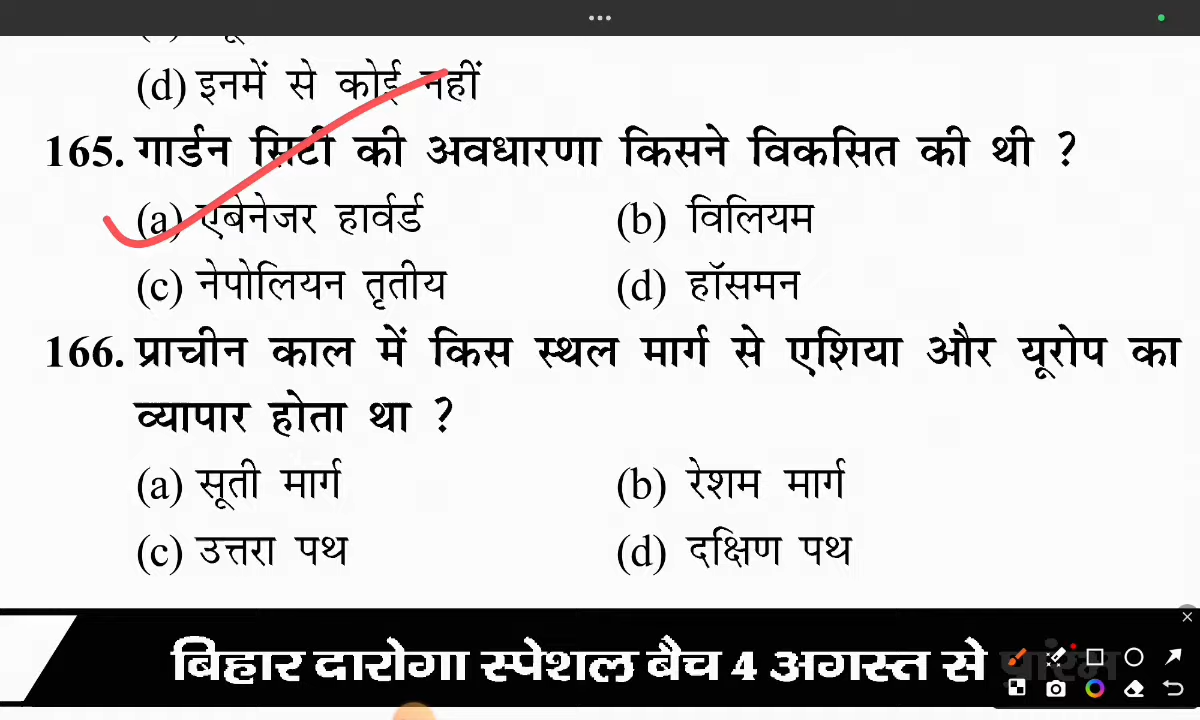 (d) इनमें से कोई नहीं
165. गार्डन सिटी की अवधारणा किसने विकसित की थी ?
(a) एबेनेजर हार्वर्ड (b) विलियम
(c) नेपोलियन तृतीय (d) हॉसमन
166. प्राचीन काल में किस स्थल मार्ग से एशिया और यूरोप का
व्यापार होता था ?
(a) सूती मार्ग (b) रेशम मार्ग
(c) उत्तरा पथ (d) दक्षिण पथ
बिहार दारोगा स्पेशल बैच 4 अगस्त से प्रारंभ